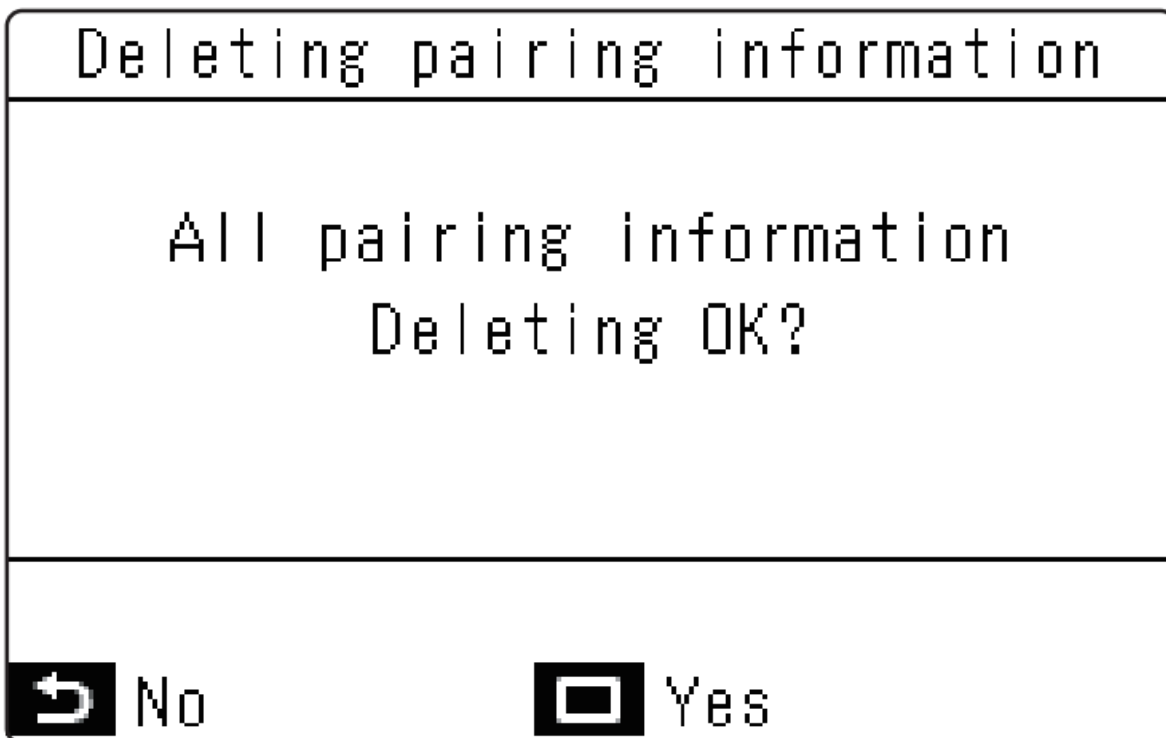 Deleting pairing information
All pairing information
Deleting OK?
No Yes